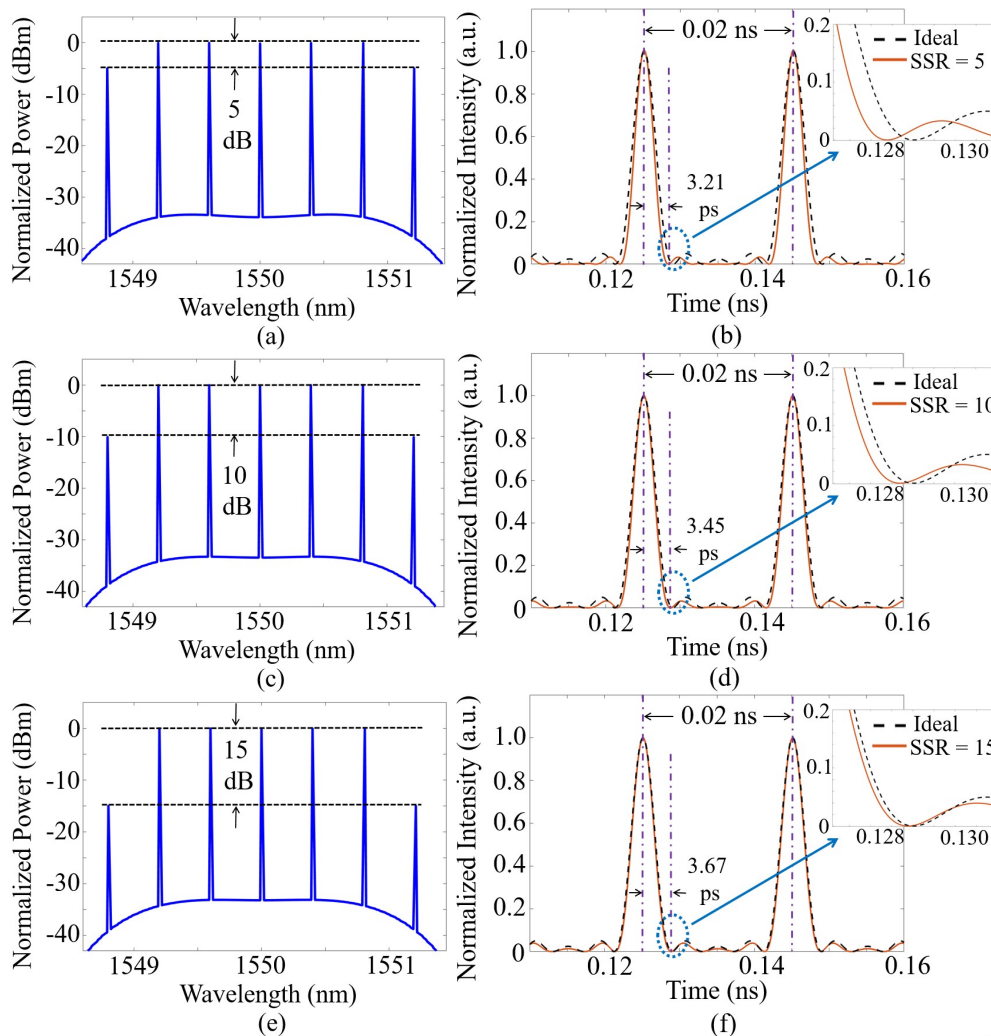 Normalized Power (dBm)
0
-10
-20
-30
-40
5
dB
1549
1550
1551
Wavelength (nm)
(a)
Normalized Intensity (a.u.)
1.0
0.8
0.6
0.4
0.2
0
0.02 ns
3.21
ps
0.12
0.14
0.16
Time (ns)
(b)
0.2
0.1
0
0.128
0.130
Ideal
SSR = 5
Normalized Power (dBm)
0
-10
-20
-30
-40
10
dB
1549
1550
1551
Wavelength (nm)
(c)
Normalized Intensity (a.u.)
1.0
0.8
0.6
0.4
0.2
0
0.02 ns
3.45
ps
0.12
0.14
0.16
Time (ns)
(d)
0.2
0.1
0
0.128
0.130
Ideal
SSR = 10
Normalized Power (dBm)
0
-10
-20
-30
-40
15
dB
1549
1550
1551
Wavelength (nm)
(e)
Normalized Intensity (a.u.)
1.0
0.8
0.6
0.4
0.2
0
0.02 ns
3.67
ps
0.12
0.14
0.16
Time (ns)
(f)
0.2
0.1
0
0.128
0.130
Ideal
SSR = 15